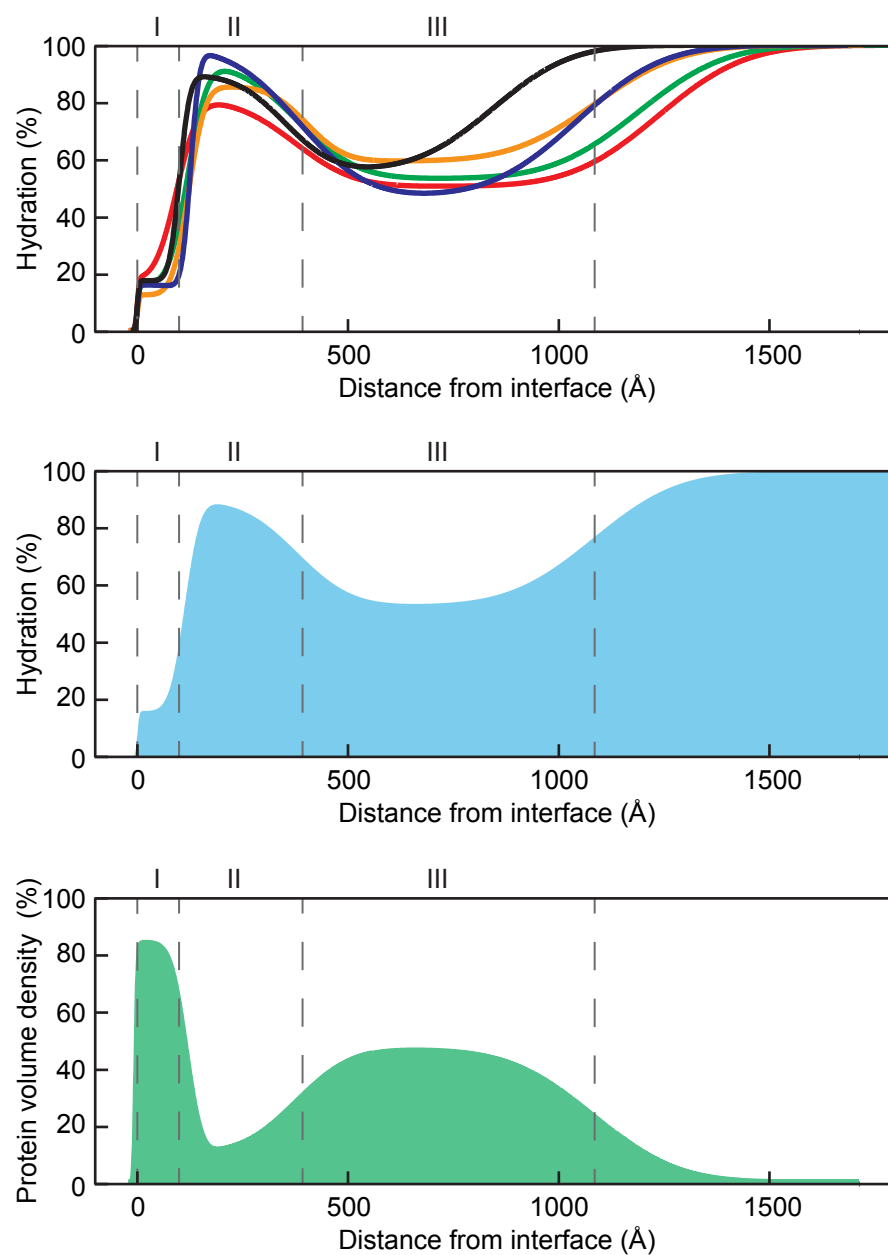 I II III
100
80
60
40
20
0
Hydration (%)
0 500 1000 1500
Distance from interface (Å)
I II III
100
80
60
40
20
0
Hydration (%)
0 500 1000 1500
Distance from interface (Å)
I II III
100
80
60
40
20
0
Protein volume density (%)
0 500 1000 1500
Distance from interface (Å)